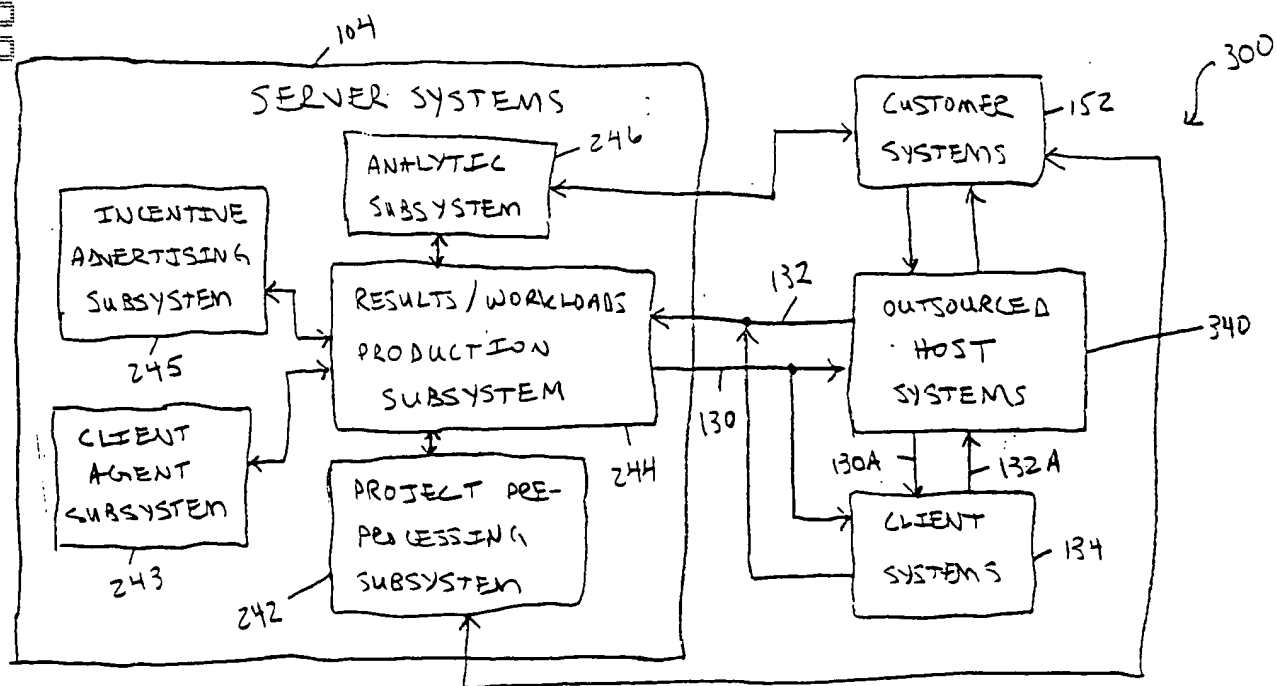 104
300
SERVER SYSTEMS
246
ANALYTIC
SUBSYSTEM
CUSTOMER
SYSTEMS
152
INCENTIVE
ADVERTISING
SUBSYSTEM
245
RESULTS/WORKLOADS
PRODUCTION
SUBSYSTEM
244
132
130
OUTSOURCED
HOST
SYSTEMS
340
CLIENT
AGENT
SUBSYSTEM
243
PROJECT PRE-
PROCESSING
SUBSYSTEM
242
130A
132A
CLIENT
SYSTEMS
134